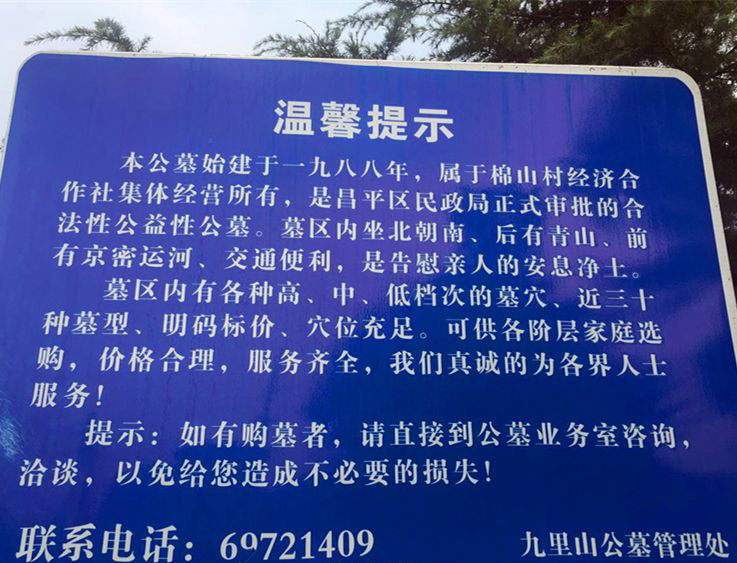 温馨提示
本公墓始建于一九八八年，属于棉山村经济合
作社集体经营所有，是昌平区民政局正式审批的合
法性公益性公墓。墓区内坐北朝南、后有青山、前
有京密运河、交通便利，是告慰亲人的安息净土。
墓区内有各种高、中、低档次的墓穴、近三十
种墓型、明码标价、穴位充足。可供各阶层家庭选
购，价格合理，服务齐全，我们真诚的为各界人士
服务！
提示：如有购墓者，请直接到公墓业务室咨询，
洽谈，以免给您造成不必要的损失！
联系电话：69721409 九里山公墓管理处